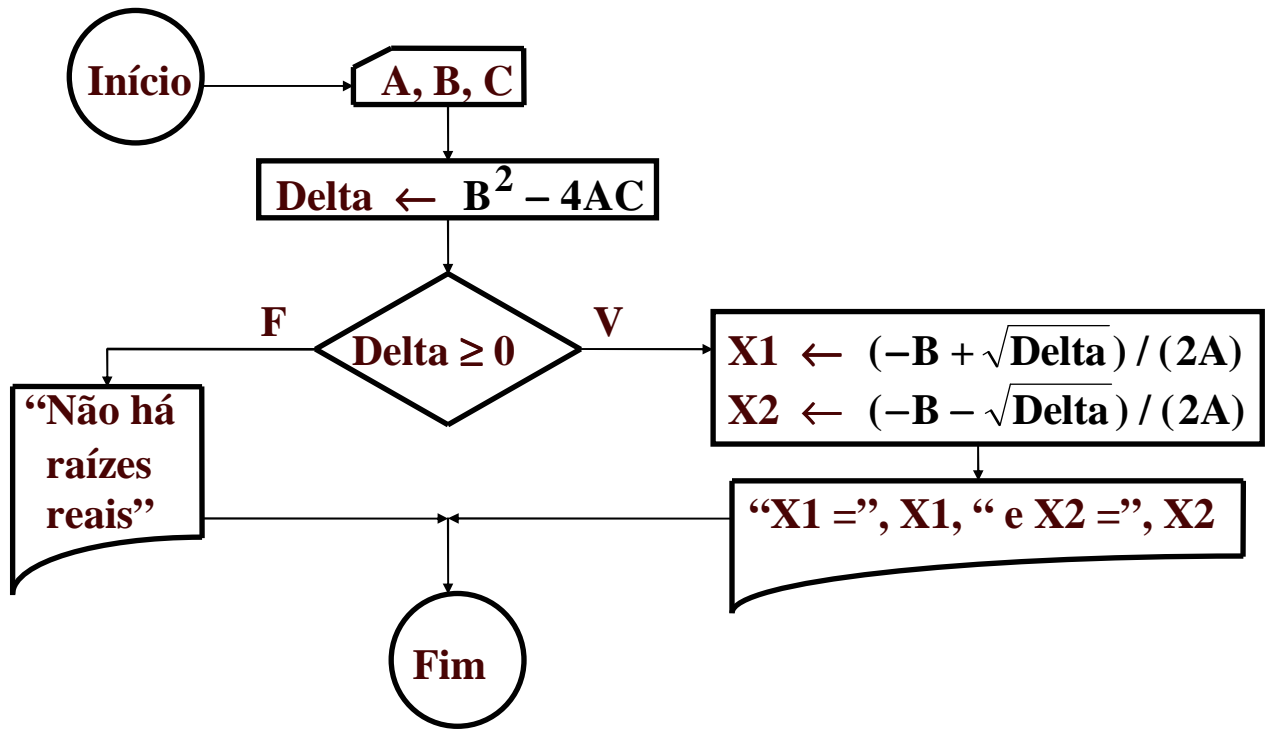 Início
A, B, C
Delta ← B² – 4AC
Delta ≥ 0
F
V
“Não há
raízes
reais”
X1 ← (–B + √Delta) / (2A)
X2 ← (–B – √Delta) / (2A)
“X1 =”, X1, “ e X2 =”, X2
Fim